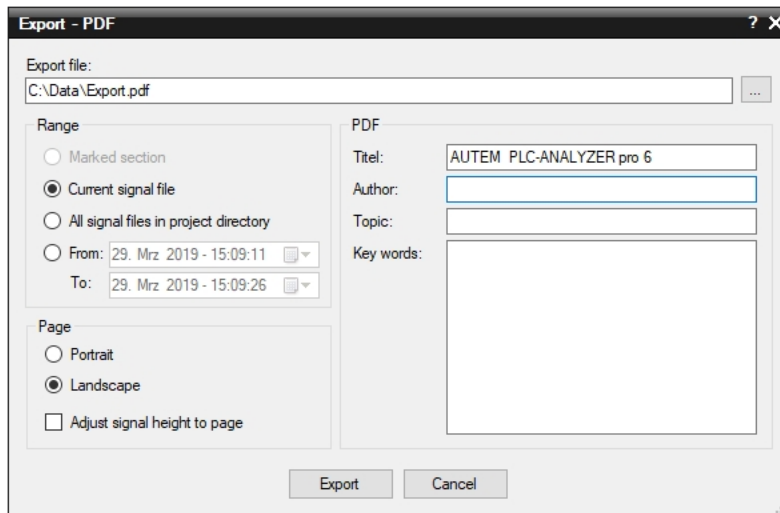 Export - PDF
?
X
Export file:
C:\Data\Export.pdf
...
Range
Marked section
Current signal file
All signal files in project directory
From: 29. Mrz 2019 - 15:09:11
To: 29. Mrz 2019 - 15:09:26
Page
Portrait
Landscape
Adjust signal height to page
PDF
Titel: AUTEM PLC-ANALYZER pro 6
Author:
Topic:
Key words:
Export
Cancel